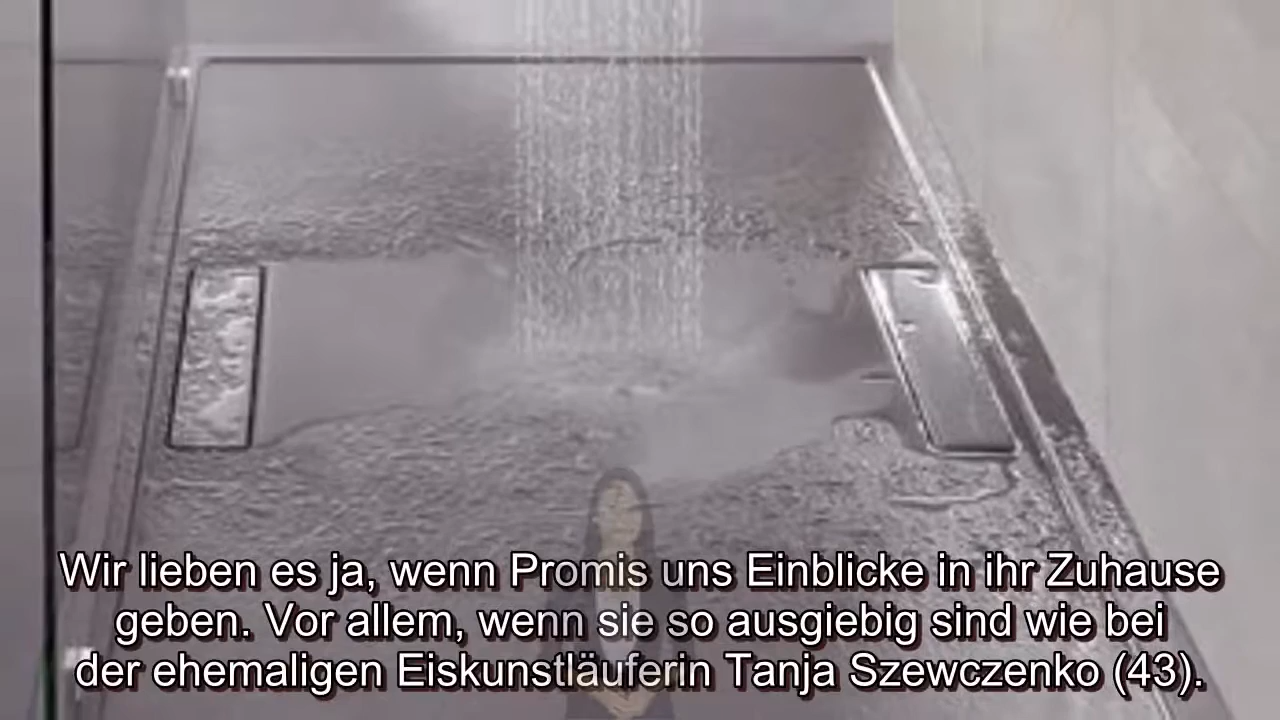 Wir lieben es ja, wenn Promis uns Einblicke in ihr Zuhause
geben. Vor allem, wenn sie so ausgiebig sind wie bei
der ehemaligen Eiskunstläuferin Tanja Szewczenko (43).